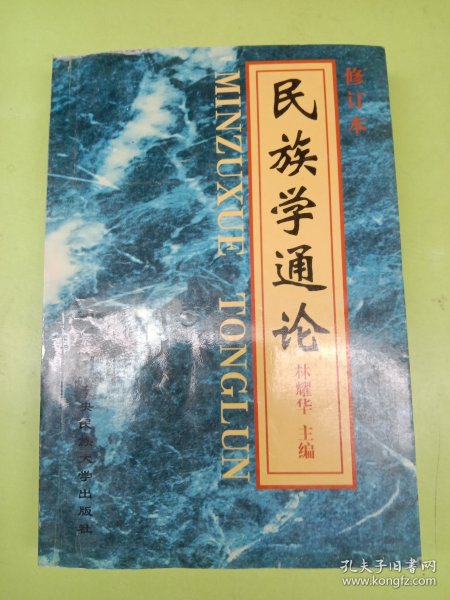 修订本
民族学通论
MINZUXUE TONGLUN
林耀华 主编
中央民族大学出版社
孔夫子旧书网
www.kongfz.com